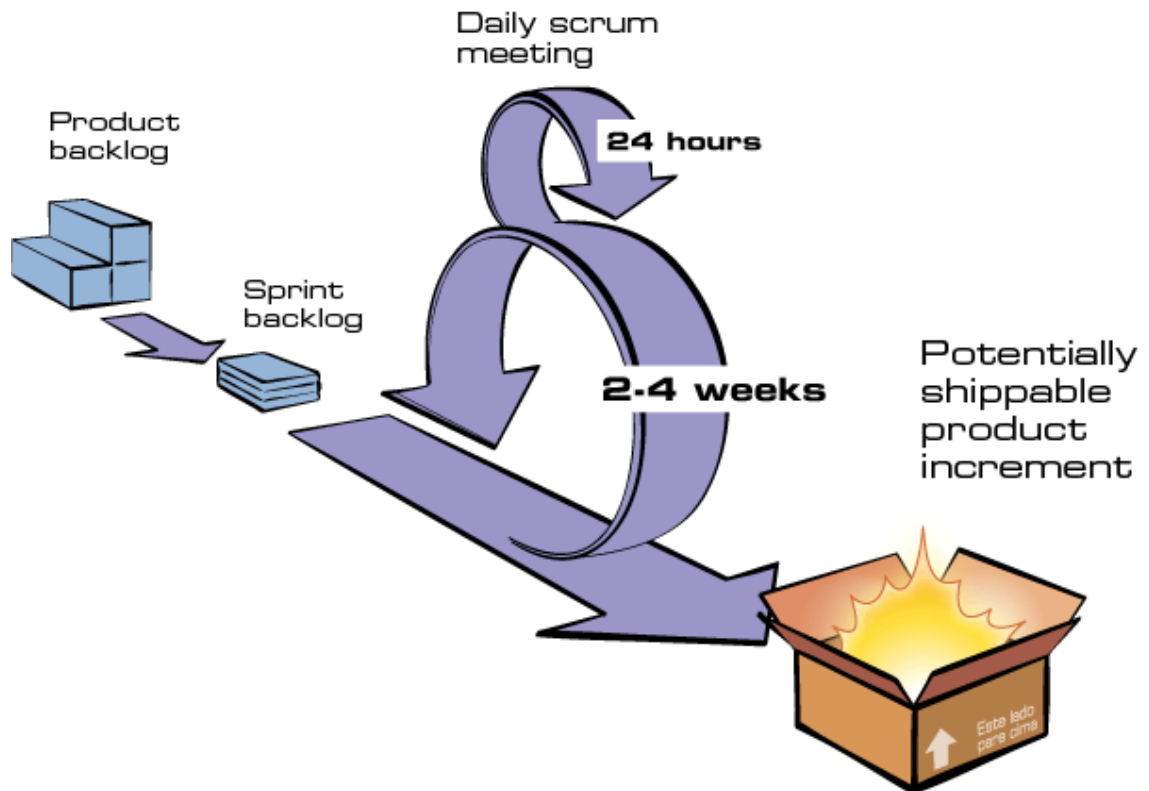 Daily scrum
meeting
24 hours
Product
backlog
Sprint
backlog
2-4 weeks
Potentially
shippable
product
increment
Este lado
para cima